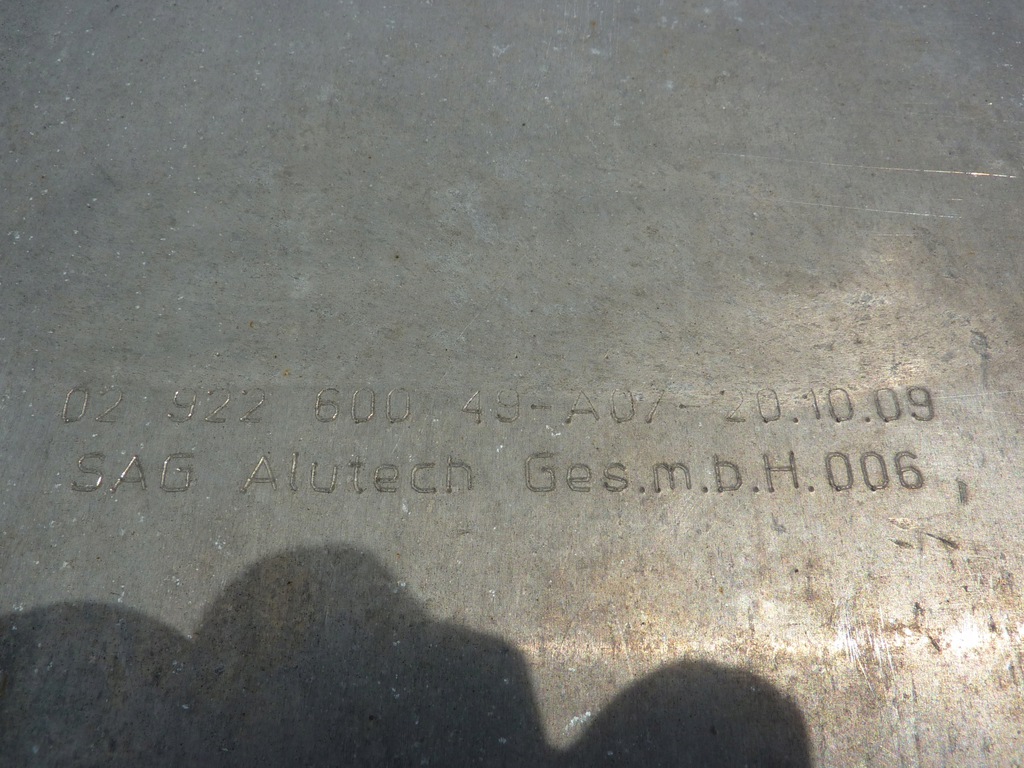 02 922 600 49-A07-20.10.09
SAG Alutech Ges.m.b.H.006